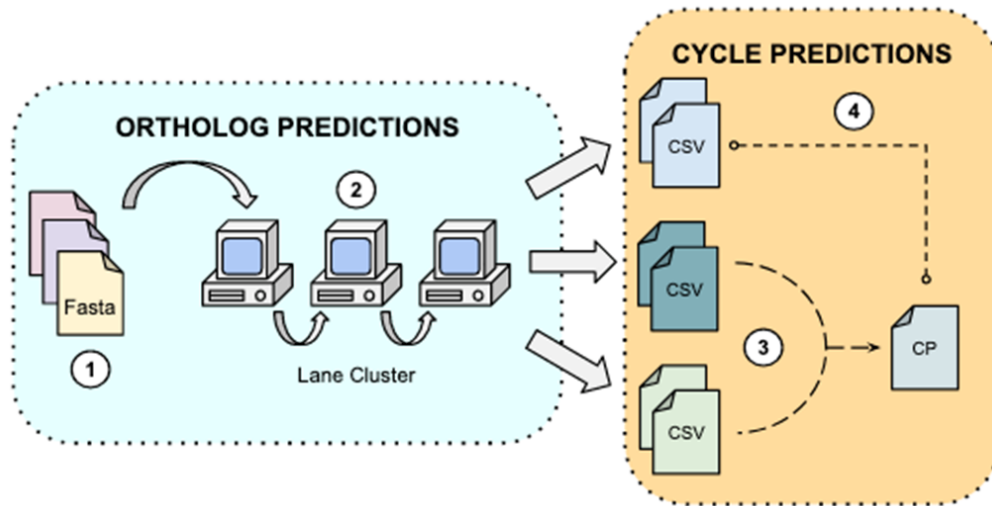 ORTHOLOG PREDICTIONS
2
Fasta
1
Lane Cluster
CYCLE PREDICTIONS
4
CSV
CSV
3
CP
CSV